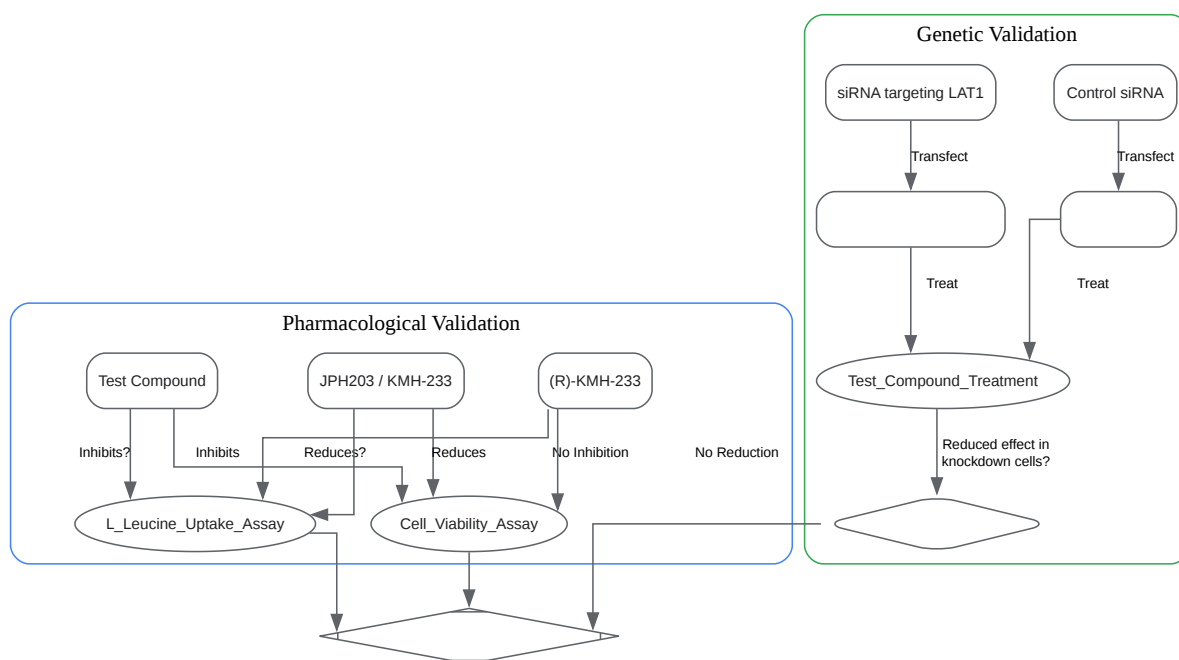 Genetic Validation
siRNA targeting LAT1
Control siRNA
Transfect
Transfect
Treat
Treat
Pharmacological Validation
Test Compound
JPH203 / KMH-233
(R)-KMH-233
Test_Compound_Treatment
Inhibits?
Inhibits
Reduces?
Reduces
No Inhibition
No Reduction
Reduced effect in
knockdown cells?
L_Leucine_Uptake_Assay
Cell_Viability_Assay